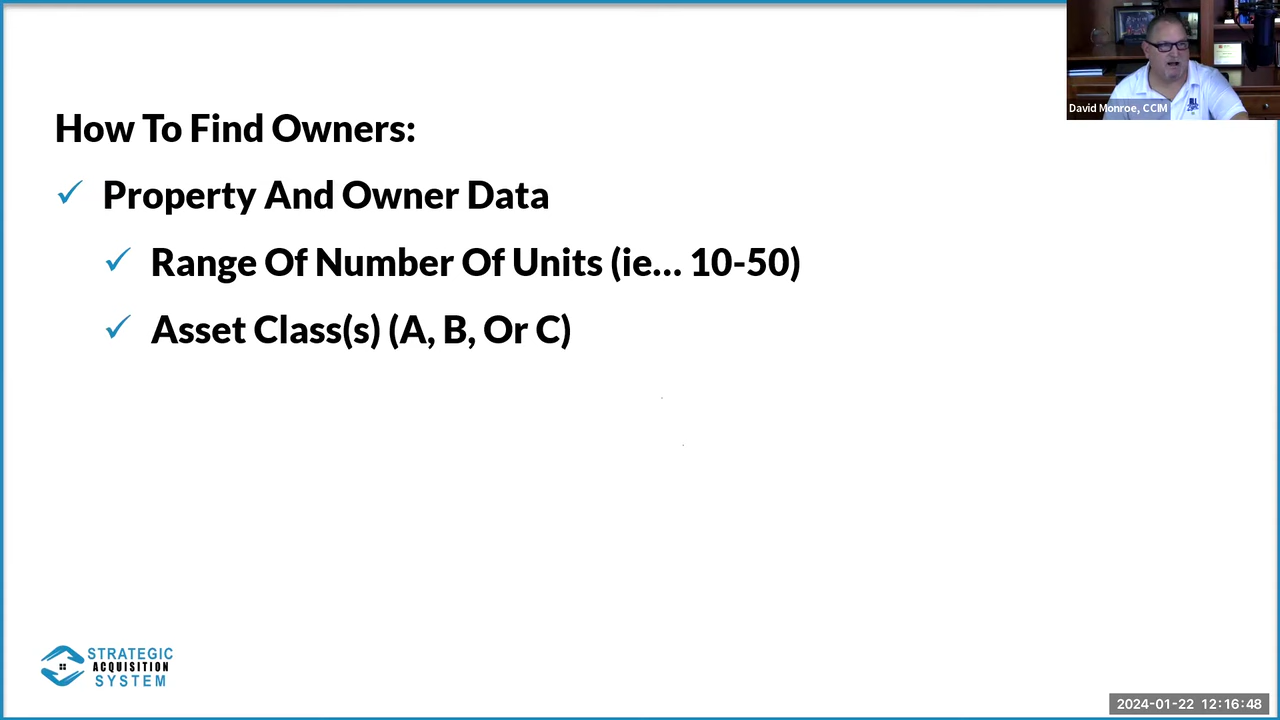 David Monroe, CCIM
How To Find Owners:
✓ Property And Owner Data
✓ Range Of Number Of Units (ie... 10-50)
✓ Asset Class(s) (A, B, Or C)
STRATEGIC
ACQUISITION
SYSTEM
2024-01-22 12:16:48